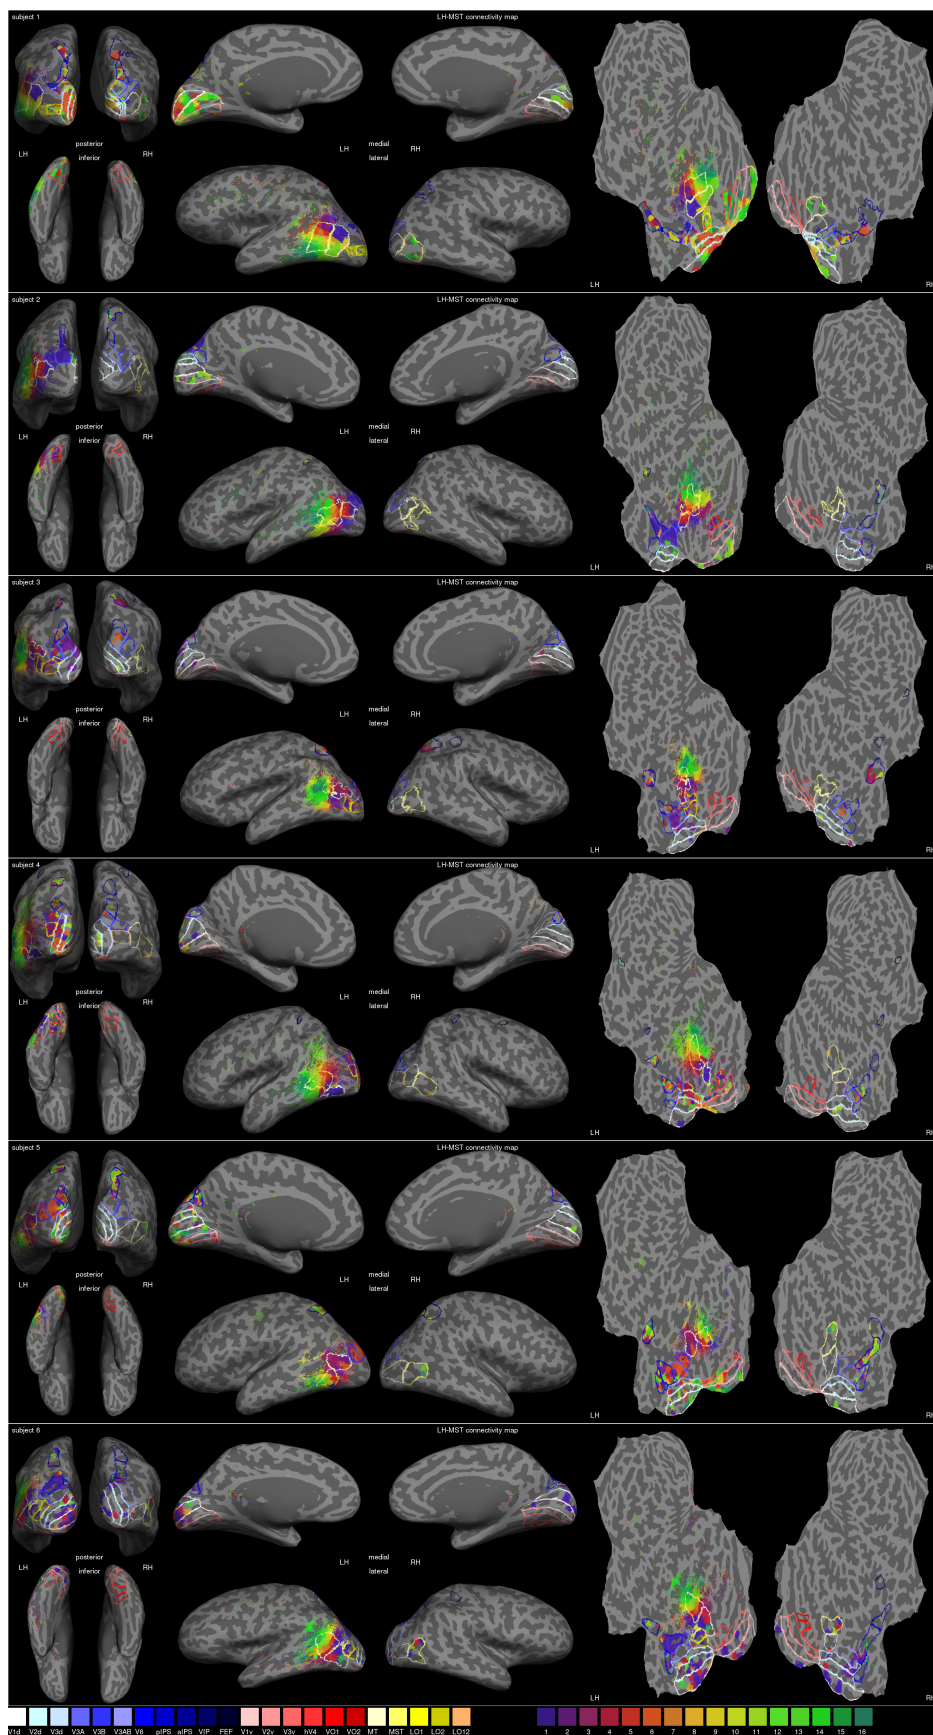 subject 1
LH-MST connectivity map
LH posterior RH
inferior
LH medial RH
lateral
LH RH
subject 2
LH-MST connectivity map
LH posterior RH
inferior
LH medial RH
lateral
LH RH
subject 3
LH-MST connectivity map
LH posterior RH
inferior
LH medial RH
lateral
LH RH
subject 4
LH-MST connectivity map
LH posterior RH
inferior
LH medial RH
lateral
LH RH
subject 5
LH-MST connectivity map
LH posterior RH
inferior
LH medial RH
lateral
LH RH
subject 6
LH-MST connectivity map
LH posterior RH
inferior
LH medial RH
lateral
LH RH
V1d V2d V3d V3A V3B V3AB V6 pIPS aIPS VIP FEF V1v V2v V3v hV4 VO1 VO2 MT MST LO1 LO2 LO12 1 2 3 4 5 6 7 8 9 10 11 12 13 14 15 16